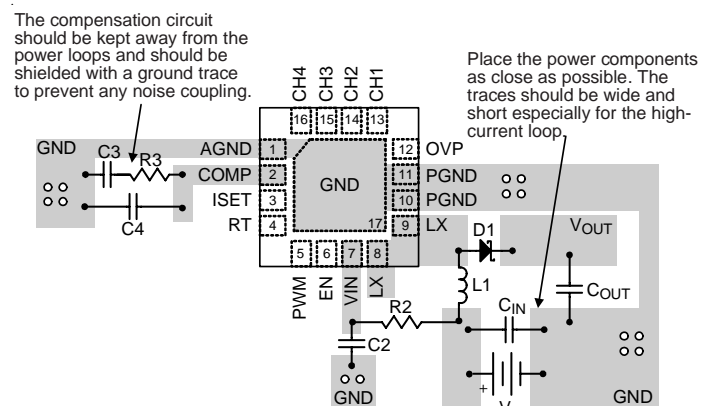 The compensation circuit
should be kept away from the
power loops and should be
shielded with a ground trace
to prevent any noise coupling.
Place the power components
as close as possible. The
traces should be wide and
short especially for the high-
current loop.
CH4 CH3 CH2 CH1
16 15 14 13
GND C3 R3 AGND 1 12 OVP
COMP 2 GND 11 PGND
ISET 3 10 PGND
C4 RT 4 17 9 LX D1 VOUT
5 6 7 8
PWM EN VIN LX
L1 COUT
R2 CIN
C2
+
GND GND